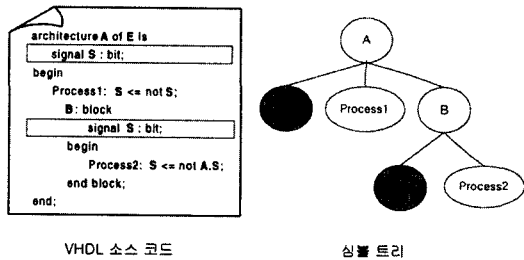 architecture A of E is
signal S : bit;
begin
Process1: S <= not S;
B : block
signal S : bit;
begin
Process2: S <= not A.S;
end block;
end;
A
Process1
B
Process2
VHDL 소스 코드
심볼 트리